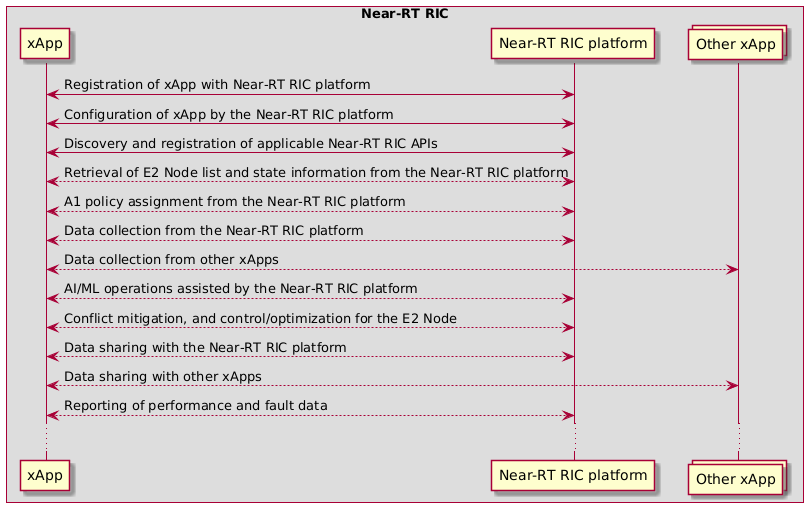 Near-RT RIC
xApp
Near-RT RIC platform
Other xApp
Registration of xApp with Near-RT RIC platform
Configuration of xApp by the Near-RT RIC platform
Discovery and registration of applicable Near-RT RIC APIs
Retrieval of E2 Node list and state information from the Near-RT RIC platform
A1 policy assignment from the Near-RT RIC platform
Data collection from the Near-RT RIC platform
Data collection from other xApps
AI/ML operations assisted by the Near-RT RIC platform
Conflict mitigation, and control/optimization for the E2 Node
Data sharing with the Near-RT RIC platform
Data sharing with other xApps
Reporting of performance and fault data
xApp
Near-RT RIC platform
Other xApp